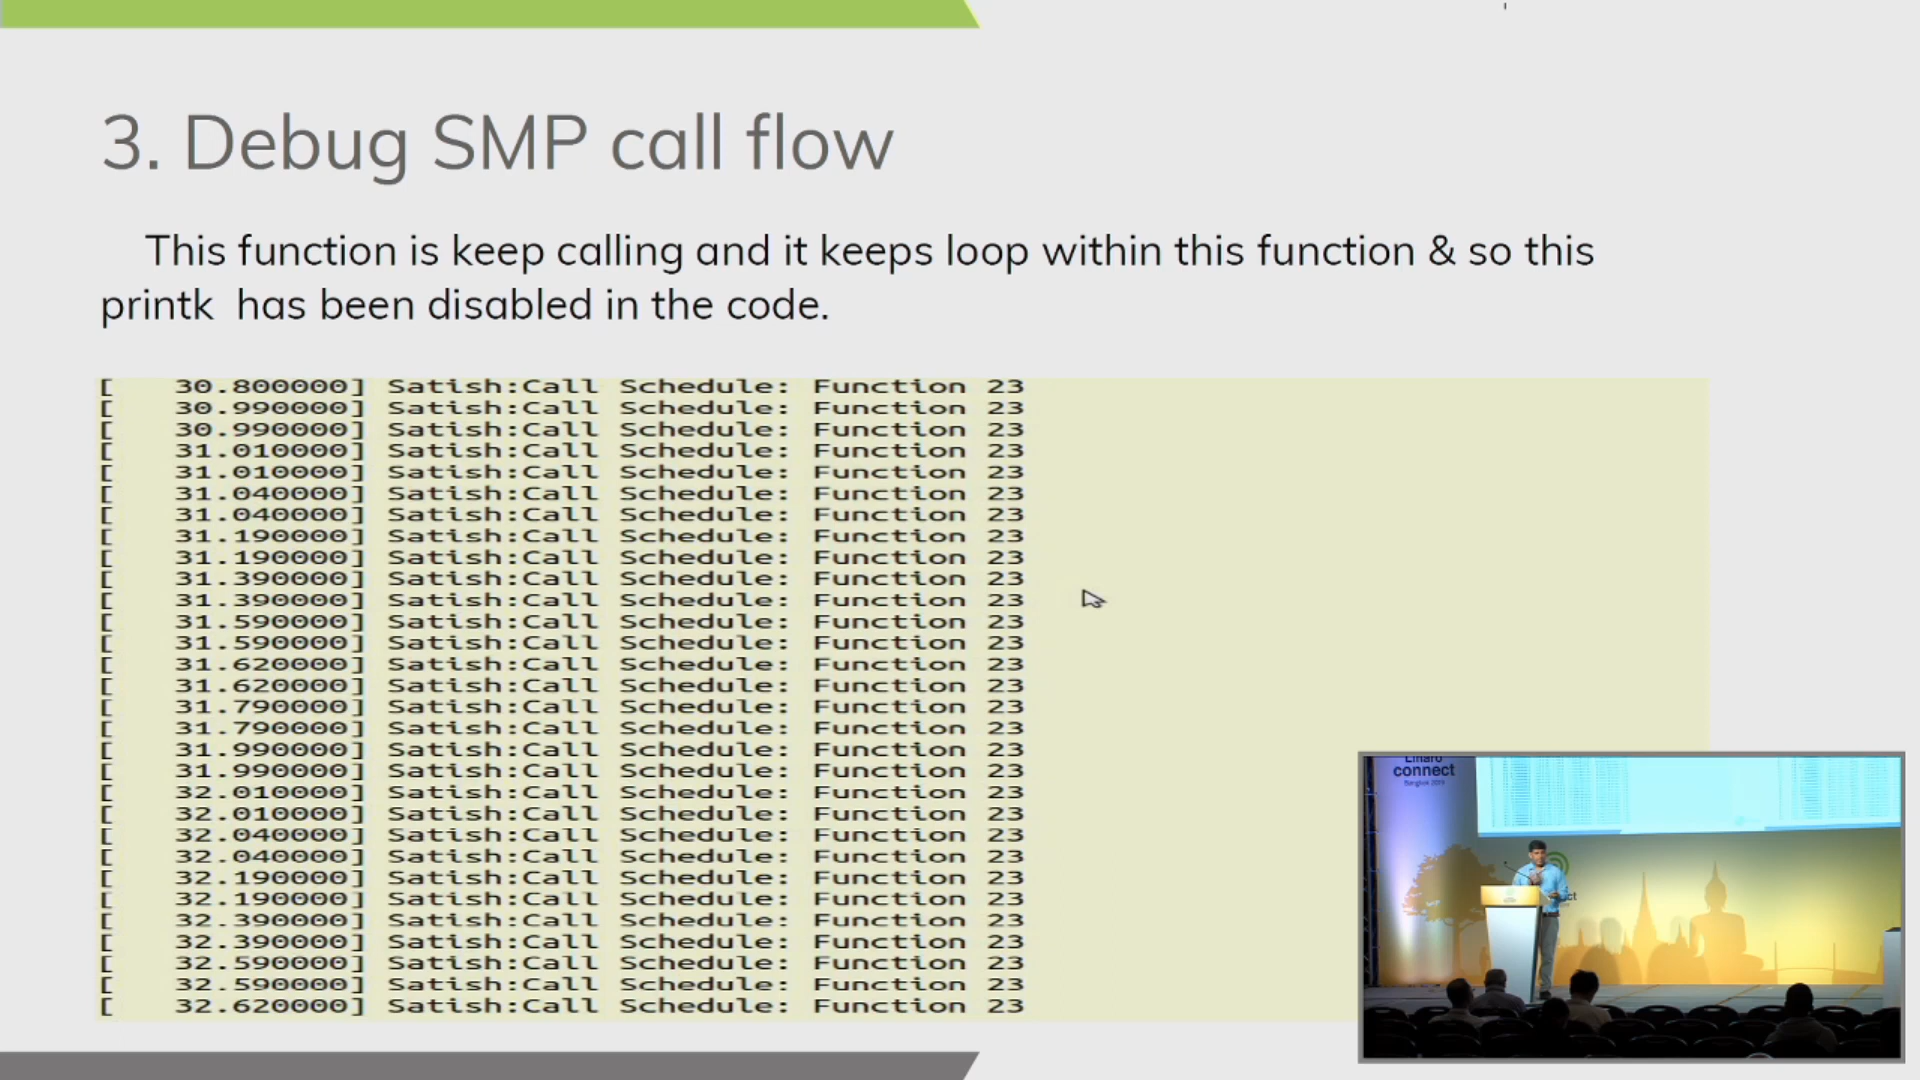 3. Debug SMP call flow
This function is keep calling and it keeps loop within this function & so this
printk has been disabled in the code.
[ 30.800000] Satish:Call Schedule: Function 23
[ 30.990000] Satish:Call Schedule: Function 23
[ 30.990000] Satish:Call Schedule: Function 23
[ 31.010000] Satish:Call Schedule: Function 23
[ 31.010000] Satish:Call Schedule: Function 23
[ 31.040000] Satish:Call Schedule: Function 23
[ 31.040000] Satish:Call Schedule: Function 23
[ 31.190000] Satish:Call Schedule: Function 23
[ 31.190000] Satish:Call Schedule: Function 23
[ 31.390000] Satish:Call Schedule: Function 23
[ 31.390000] Satish:Call Schedule: Function 23
[ 31.590000] Satish:Call Schedule: Function 23
[ 31.590000] Satish:Call Schedule: Function 23
[ 31.620000] Satish:Call Schedule: Function 23
[ 31.620000] Satish:Call Schedule: Function 23
[ 31.790000] Satish:Call Schedule: Function 23
[ 31.790000] Satish:Call Schedule: Function 23
[ 31.990000] Satish:Call Schedule: Function 23
[ 31.990000] Satish:Call Schedule: Function 23
[ 32.010000] Satish:Call Schedule: Function 23
[ 32.010000] Satish:Call Schedule: Function 23
[ 32.040000] Satish:Call Schedule: Function 23
[ 32.040000] Satish:Call Schedule: Function 23
[ 32.190000] Satish:Call Schedule: Function 23
[ 32.190000] Satish:Call Schedule: Function 23
[ 32.390000] Satish:Call Schedule: Function 23
[ 32.390000] Satish:Call Schedule: Function 23
[ 32.590000] Satish:Call Schedule: Function 23
[ 32.590000] Satish:Call Schedule: Function 23
[ 32.620000] Satish:Call Schedule: Function 23
Linaro
connect
Bangkok 2019